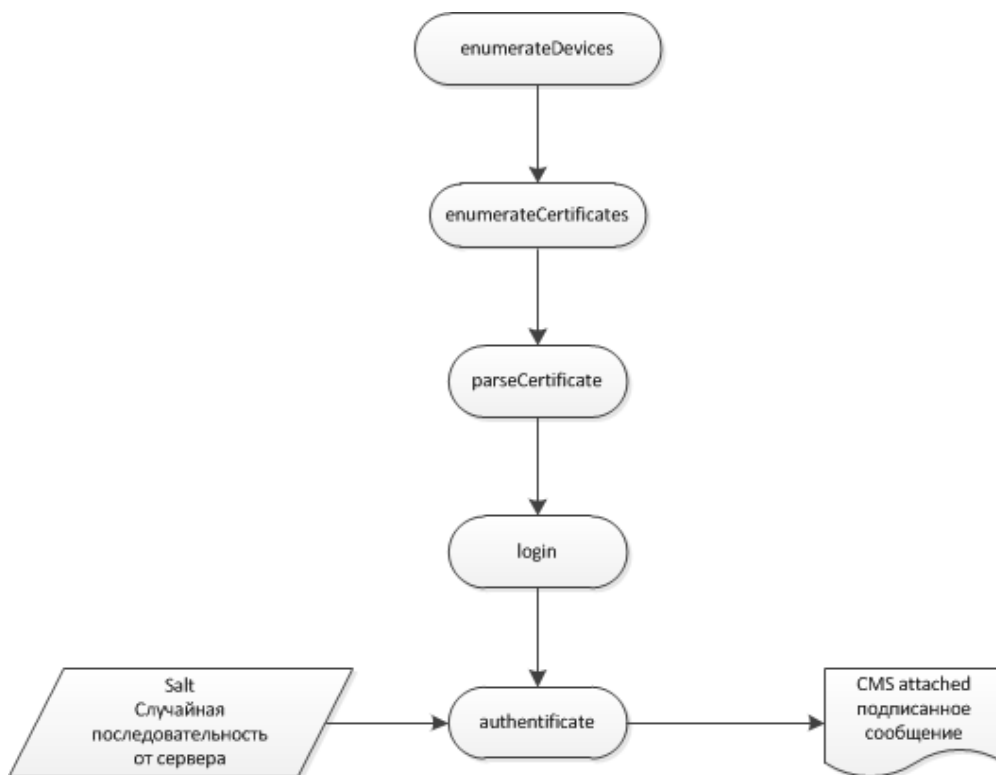 enumerateDevices
enumerateCertificates
parseCertificate
login
Salt
Случайная
последовательность
от сервера
authentificate
CMS attached
подписанное
сообщение